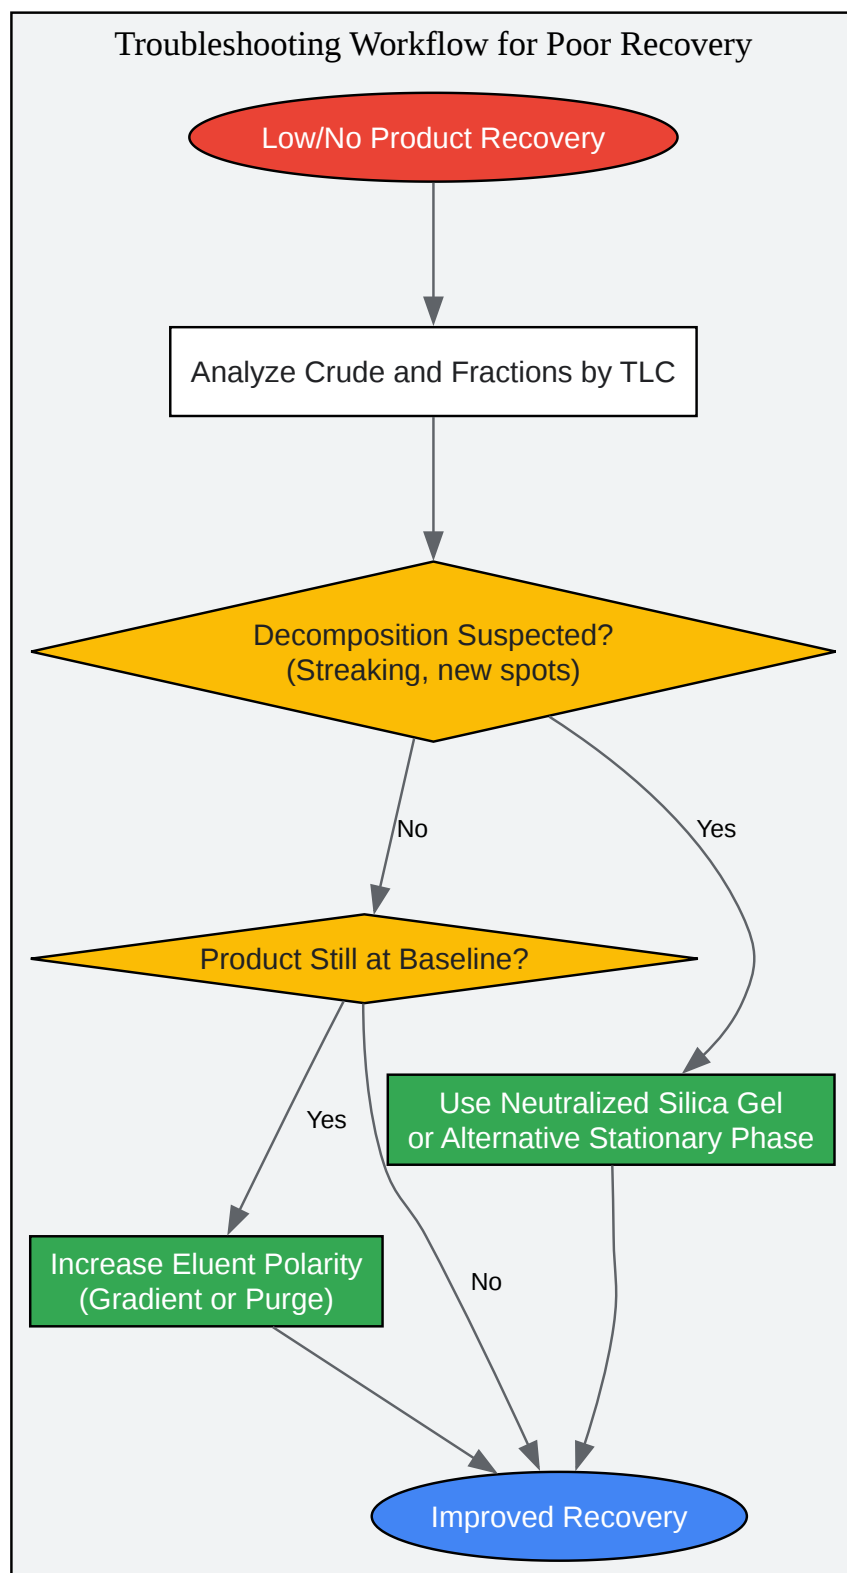 Troubleshooting Workflow for Poor Recovery
Low/No Product Recovery
Analyze Crude and Fractions by TLC
Decomposition Suspected?
(Streaking, new spots)
No
Yes
Product Still at Baseline?
Use Neutralized Silica Gel
or Alternative Stationary Phase
Yes
Increase Eluent Polarity
(Gradient or Purge)
No
Improved Recovery